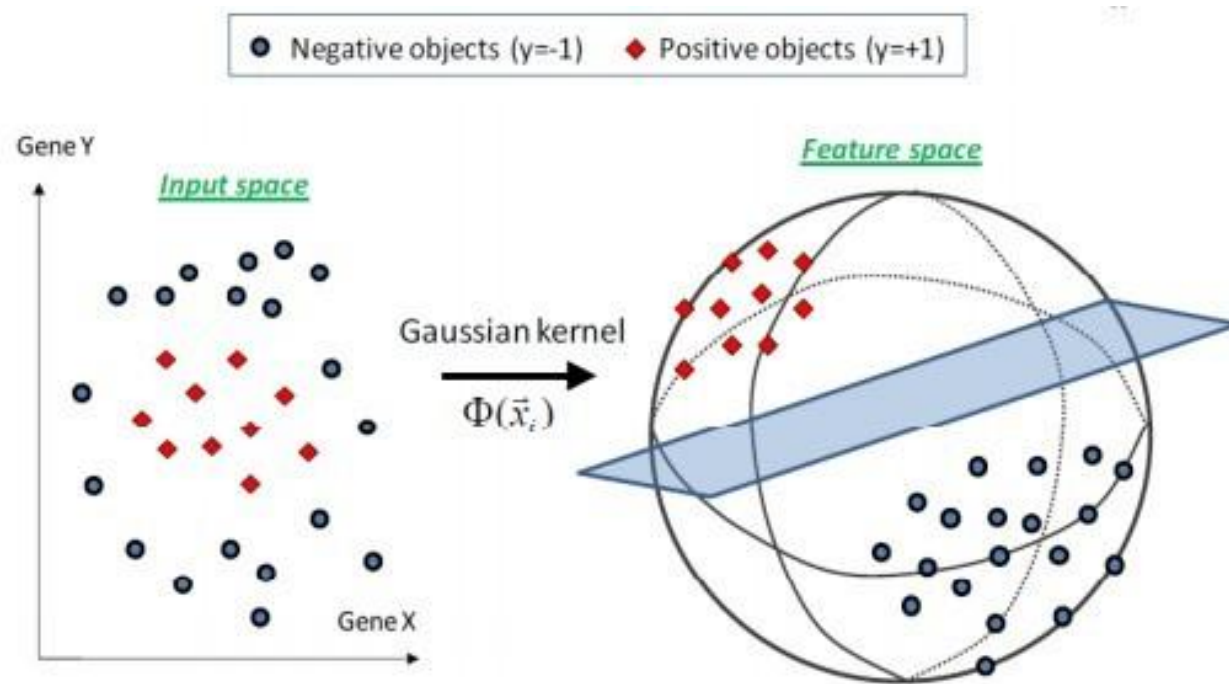 Negative objects (y=-1) Positive objects (y=+1)
Gene Y
Input space
Feature space
Gaussian kernel
Φ(x⃗ᵢ)
Gene X